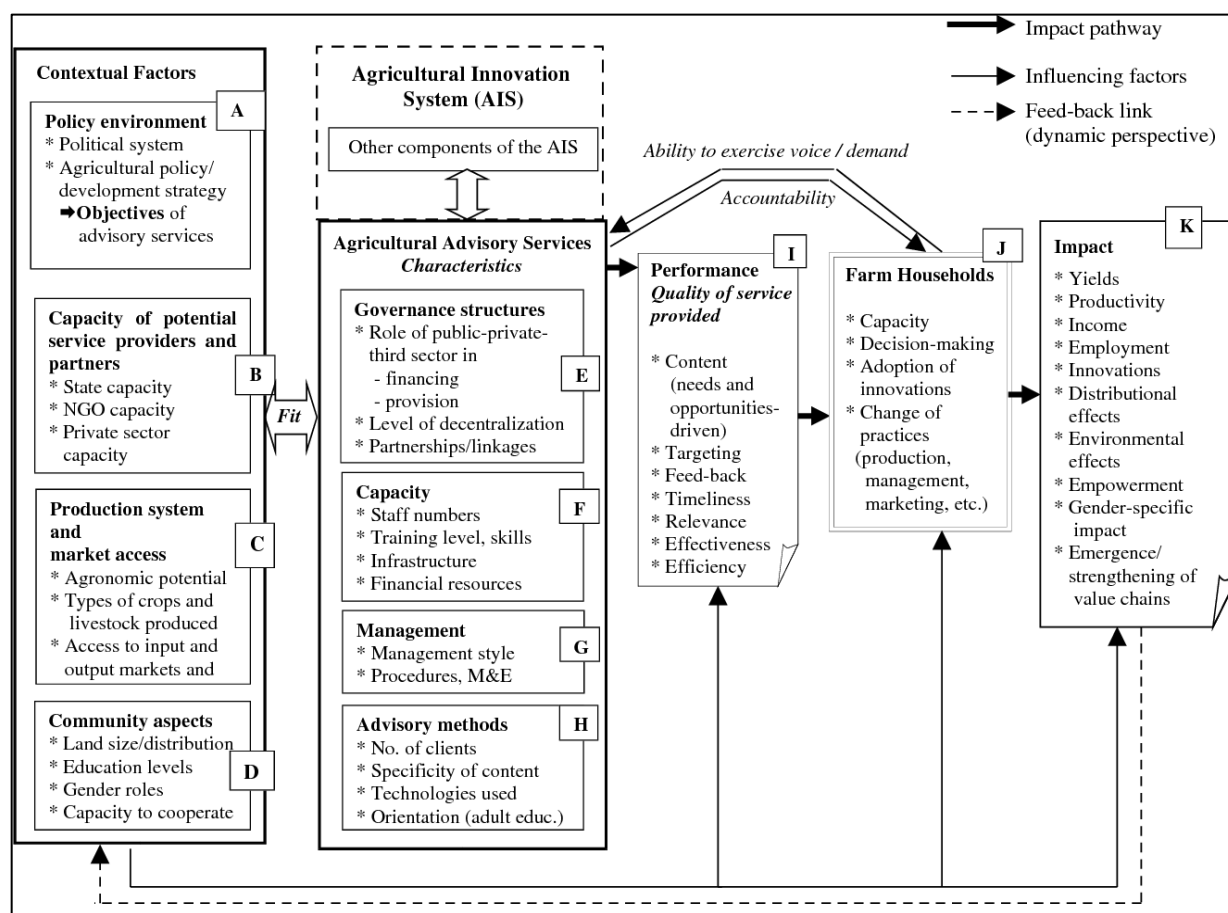 Impact pathway
Influencing factors
Feed-back link
(dynamic perspective)
Contextual Factors
A
Policy environment
* Political system
* Agricultural policy/
development strategy
➔Objectives of
advisory services
Capacity of potential
service providers and
partners
B
* State capacity
* NGO capacity
* Private sector
capacity
Production system
and
market access
C
* Agronomic potential
* Types of crops and
livestock produced
* Access to input and
output markets and
Community aspects
* Land size/distribution
* Education levels
D
* Gender roles
* Capacity to cooperate
Fit
Agricultural Innovation
System (AIS)
Other components of the AIS
Agricultural Advisory Services
Characteristics
Governance structures
* Role of public-private-
third sector in
E
- financing
- provision
* Level of decentralization
* Partnerships/linkages
Capacity
F
* Staff numbers
* Training level, skills
* Infrastructure
* Financial resources
Management
G
* Management style
* Procedures, M&E
Advisory methods
H
* No. of clients
* Specificity of content
* Technologies used
* Orientation (adult educ.)
Ability to exercise voice / demand
Accountability
I
Performance
Quality of service
provided
* Content
(needs and
opportunities-
driven)
* Targeting
* Feed-back
* Timeliness
* Relevance
* Effectiveness
* Efficiency
J
Farm Households
* Capacity
* Decision-making
* Adoption of
innovations
* Change of
practices
(production,
management,
marketing, etc.)
K
Impact
* Yields
* Productivity
* Income
* Employment
* Innovations
* Distributional
effects
* Environmental
effects
* Empowerment
* Gender-specific
impact
* Emergence/
strengthening of
value chains